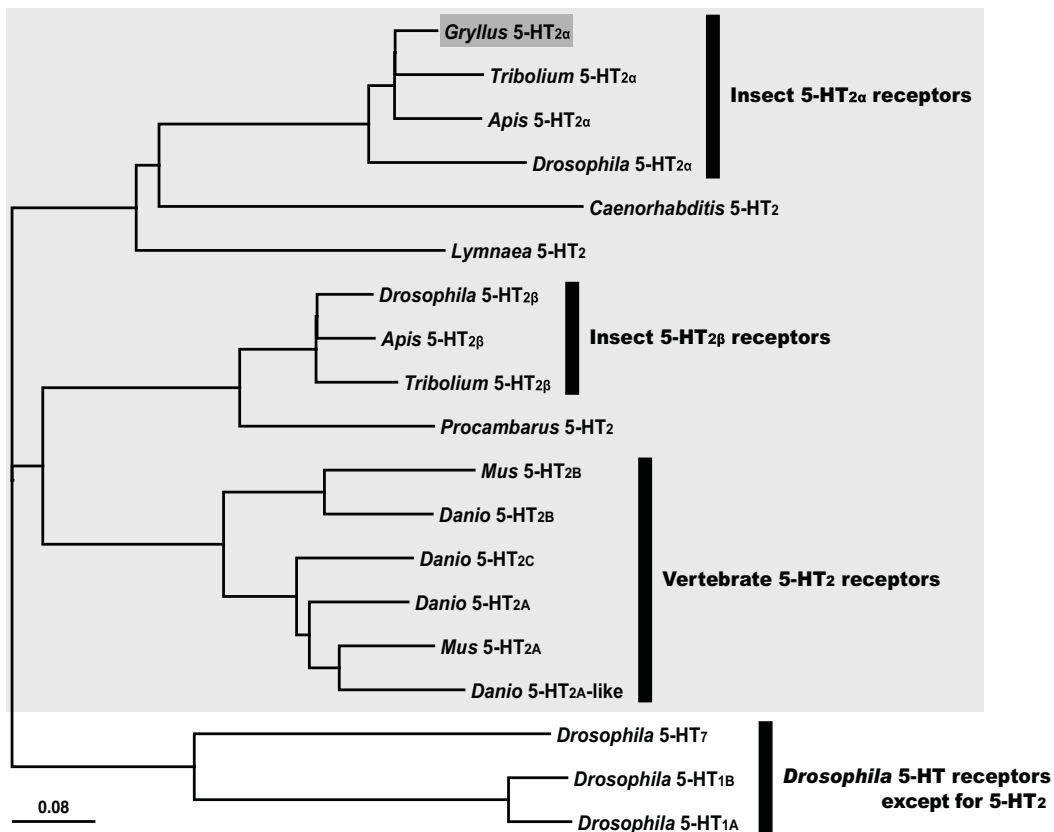 Gryllus 5-HT2α
Tribolium 5-HT2α
Insect 5-HT2α receptors
Apis 5-HT2α
Drosophila 5-HT2α
Caenorhabditis 5-HT2
Lymnaea 5-HT2
Drosophila 5-HT2β
Apis 5-HT2β
Insect 5-HT2β receptors
Tribolium 5-HT2β
Procambarus 5-HT2
Mus 5-HT2B
Danio 5-HT2B
Danio 5-HT2C
Vertebrate 5-HT2 receptors
Danio 5-HT2A
Mus 5-HT2A
Danio 5-HT2A-like
Drosophila 5-HT7
Drosophila 5-HT1B
Drosophila 5-HT receptors
except for 5-HT2
Drosophila 5-HT1A
0.08